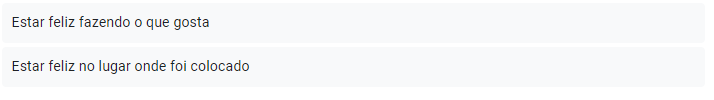 Estar feliz fazendo o que gosta
Estar feliz no lugar onde foi colocado